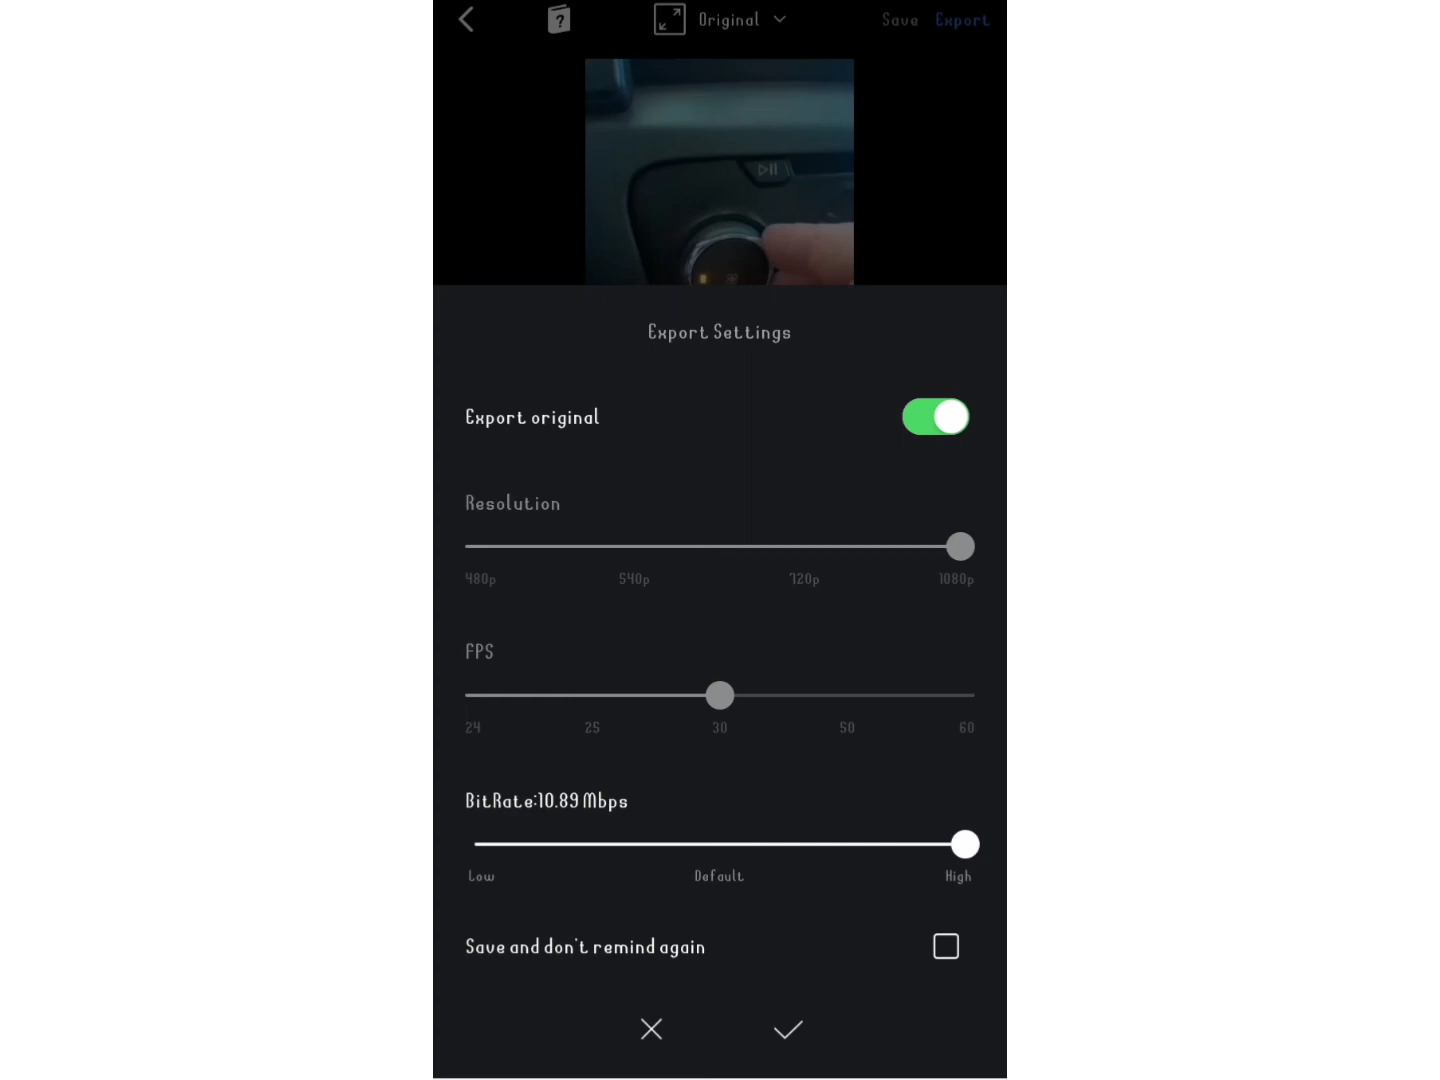 Original
Save Export
Export Settings
Export original
Resolution
480p 540p 720p 1080p
FPS
24 25 30 50 60
BitRate:10.89 Mbps
Low Default High
Save and don't remind again